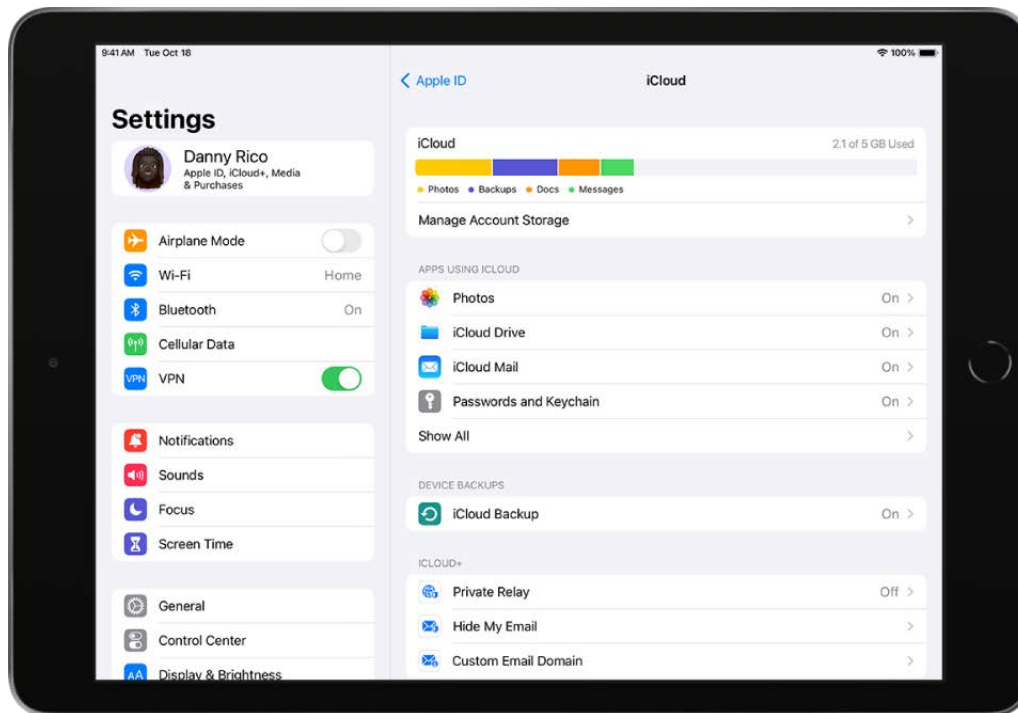 9:41 AM Tue Oct 18
100%
Settings
Danny Rico
Apple ID, iCloud+, Media
& Purchases
Airplane Mode
Wi-Fi
Home
Bluetooth
On
Cellular Data
VPN
VPN
Notifications
Sounds
Focus
Screen Time
General
Control Center
AA
Display & Brightness
Apple ID
iCloud
iCloud
2.1 of 5 GB Used
Photos
Backups
Docs
Messages
Manage Account Storage
APPS USING ICLOUD
Photos
On
iCloud Drive
On
iCloud Mail
On
Passwords and Keychain
On
Show All
DEVICE BACKUPS
iCloud Backup
On
ICLOUD+
Private Relay
Off
Hide My Email
Custom Email Domain